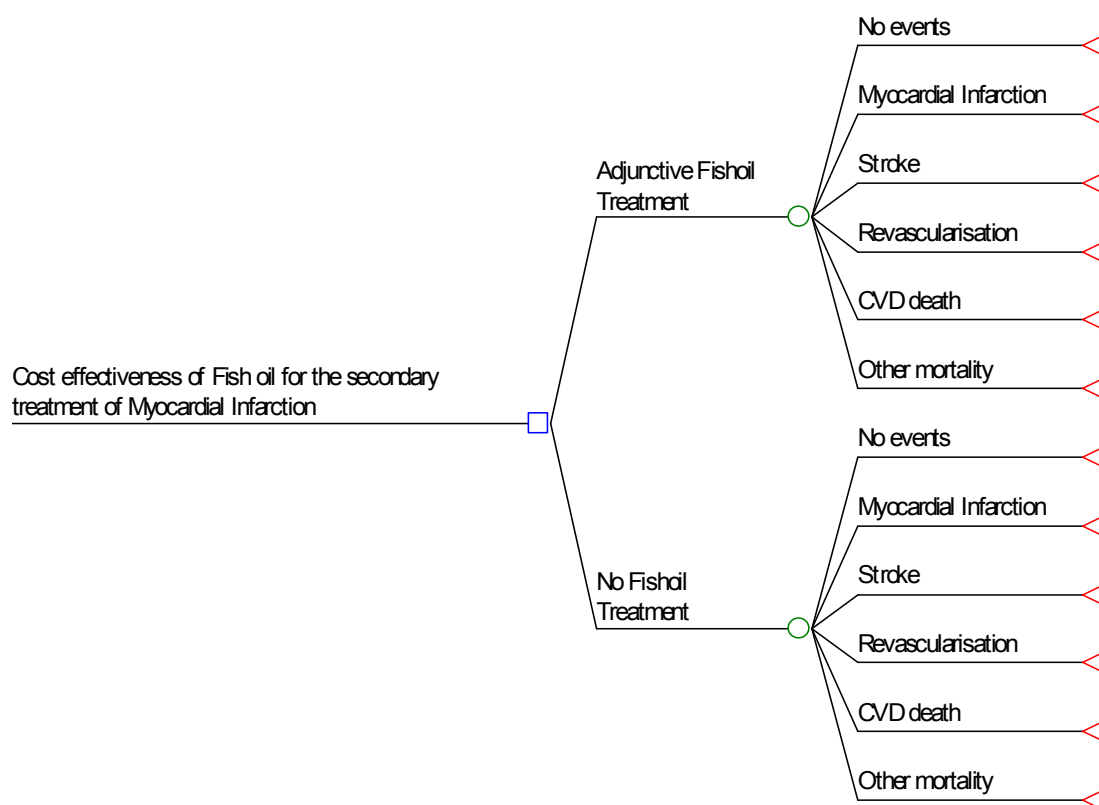 No events
Myocardial Infarction
Stroke
Adjunctive Fishoil
Treatment
Revascularisation
CVD death
Other mortality
Cost effectiveness of Fish oil for the secondary
treatment of Myocardial Infarction
No events
Myocardial Infarction
Stroke
No Fishoil
Treatment
Revascularisation
CVD death
Other mortality